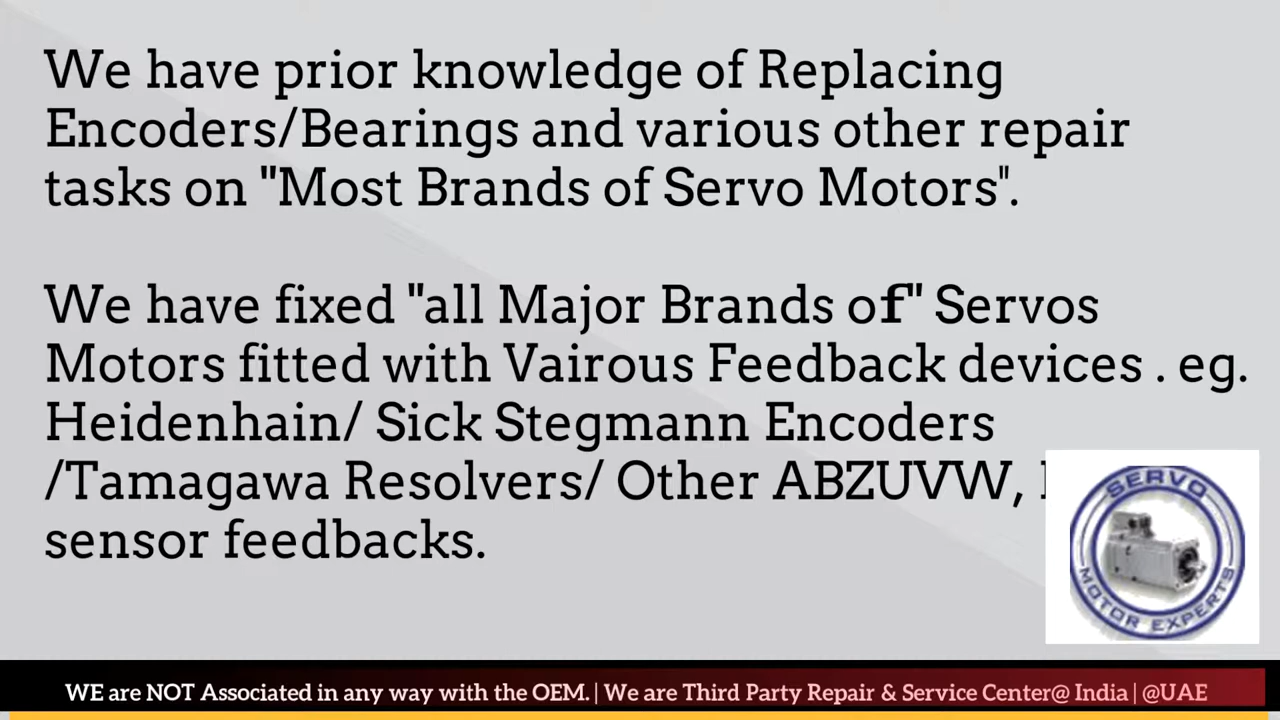 We have prior knowledge of Replacing
Encoders/Bearings and various other repair
tasks on "Most Brands of Servo Motors".
We have fixed "all Major Brands of" Servos
Motors fitted with Vairous Feedback devices . eg.
Heidenhain/ Sick Stegmann Encoders
/Tamagawa Resolvers/ Other ABZUVW,
sensor feedbacks.
SERVO
MOTOR EXPERTS
WE are NOT Associated in any way with the OEM. | We are Third Party Repair & Service Center@ India | @UAE